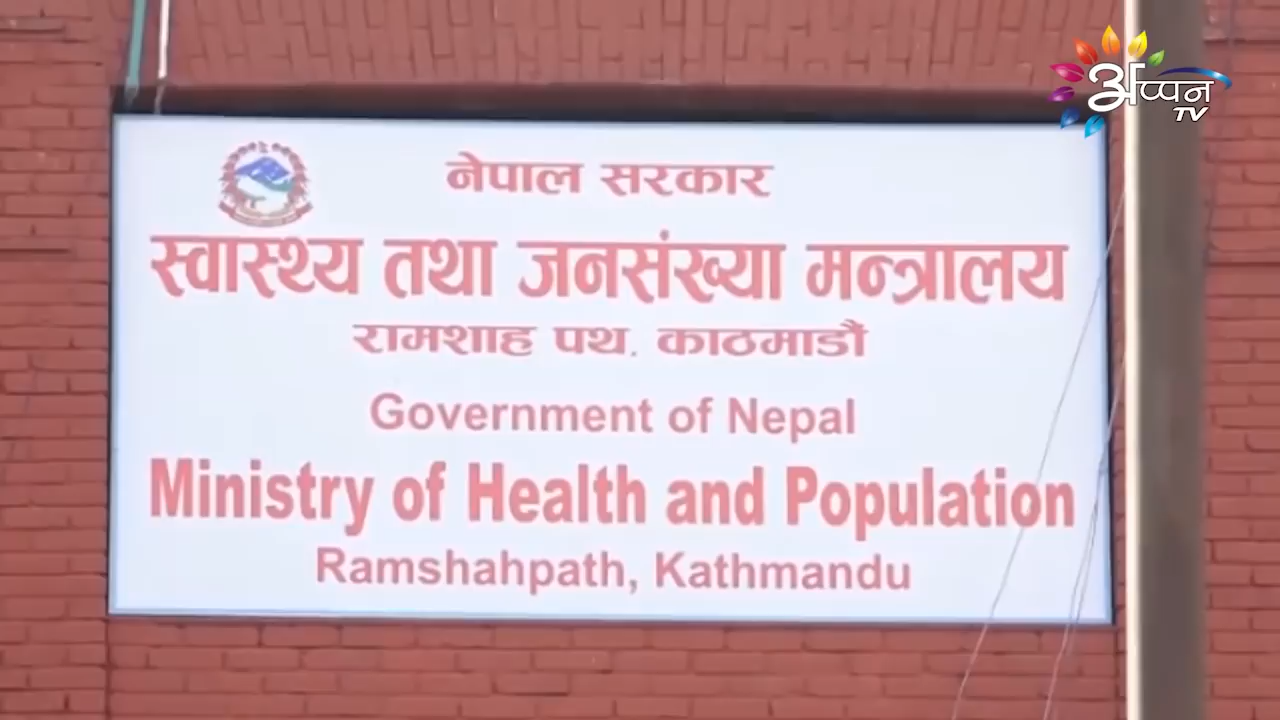 अप्पन
TV
नेपाल सरकार
स्वास्थ्य तथा जनसंख्या मन्त्रालय
रामशाह पथ, काठमाडौं
Government of Nepal
Ministry of Health and Population
Ramshahpath, Kathmandu